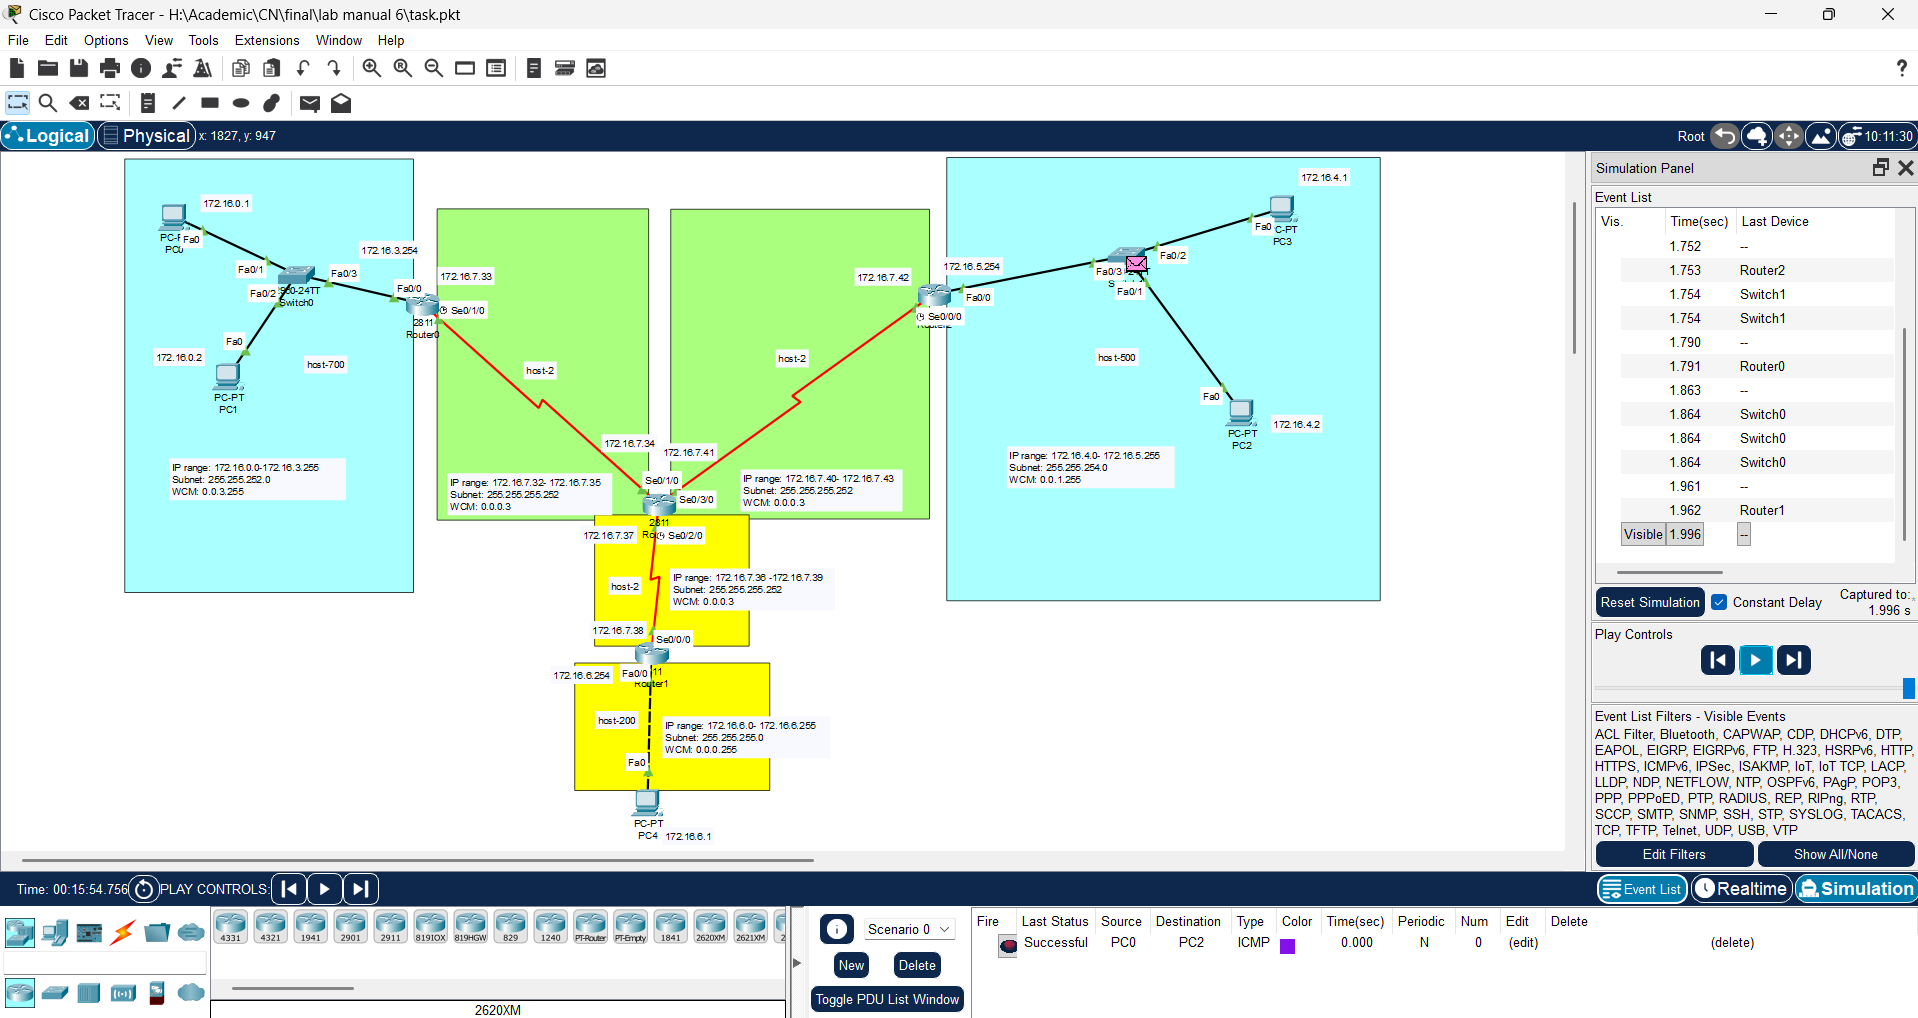 Cisco Packet Tracer - H:\Academic\CN\final\lab manual 6\task.pkt
File Edit Options View Tools Extensions Window Help
?
Logical Physical x: 1827, y: 947 Root 10:11:30
172.16.0.1
Fa0
PC0
Fa0/1
Fa0/2
Switch0
Fa0/3
172.16.3.254
Fa0/0
172.16.7.33
Se0/1/0
2811
Router0
Fa0
172.16.0.2
PC-PT
PC1
host-700
IP range: 172.16.0.0-172.16.3.255
Subnet: 255.255.252.0
WCM: 0.0.3.255
host-2
172.16.7.34
IP range: 172.16.7.32- 172.16.7.35
Subnet: 255.255.255.252
WCM: 0.0.0.3
host-2
172.16.7.41
Se0/1/0
Se0/3/0
IP range: 172.16.7.40- 172.16.7.43
Subnet: 255.255.255.252
WCM: 0.0.0.3
172.16.7.42
172.16.5.254
Fa0/0
Se0/0/0
172.16.4.1
Fa0
C-PT
PC3
Fa0/2
Fa0/3
Fa0/1
host-500
Fa0
PC-PT
PC2
172.16.4.2
IP range: 172.16.4.0- 172.16.5.255
Subnet: 255.255.254.0
WCM: 0.0.1.255
2811
172.16.7.37
Se0/2/0
host-2
IP range: 172.16.7.36 -172.16.7.39
Subnet: 255.255.255.252
WCM: 0.0.0.3
172.16.7.38
Se0/0/0
172.16.6.254
Fa0/0
11
Router1
host-200
IP range: 172.16.6.0- 172.16.6.255
Subnet: 255.255.255.0
WCM: 0.0.0.255
Fa0
PC-PT
PC4
172.16.6.1
Simulation Panel
Event List
Vis. Time(sec) Last Device
1.752 --
1.753 Router2
1.754 Switch1
1.754 Switch1
1.790 --
1.791 Router0
1.863 --
1.864 Switch0
1.864 Switch0
1.864 Switch0
1.961 --
1.962 Router1
Visible 1.996 --
Reset Simulation Constant Delay Captured to:
1.996 s
Play Controls
Event List Filters - Visible Events
ACL Filter, Bluetooth, CAPWAP, CDP, DHCPv6, DTP,
EAPOL, EIGRP, EIGRPv6, FTP, H.323, HSRPv6, HTTP,
HTTPS, ICMPv6, IPSec, ISAKMP, IoT, IoT TCP, LACP,
LLDP, NDP, NETFLOW, NTP, OSPFv6, PAgP, POP3,
PPP, PPPoED, PTP, RADIUS, REP, RIPng, RTP,
SCCP, SMTP, SNMP, SSH, STP, SYSLOG, TACACS,
TCP, TFTP, Telnet, UDP, USB, VTP
Edit Filters Show All/None
Time: 00:15:54.756 PLAY CONTROLS: Event List Realtime Simulation
4331 4321 1941 2901 2911 819IOX 819HGW 829 1240 PT-Router PT-Empty 1841 2620XM 2621XM 2
2620XM
Scenario 0
New Delete
Toggle PDU List Window
Fire Last Status Source Destination Type Color Time(sec) Periodic Num Edit Delete
Successful PC0 PC2 ICMP 0.000 N 0 (edit) (delete)